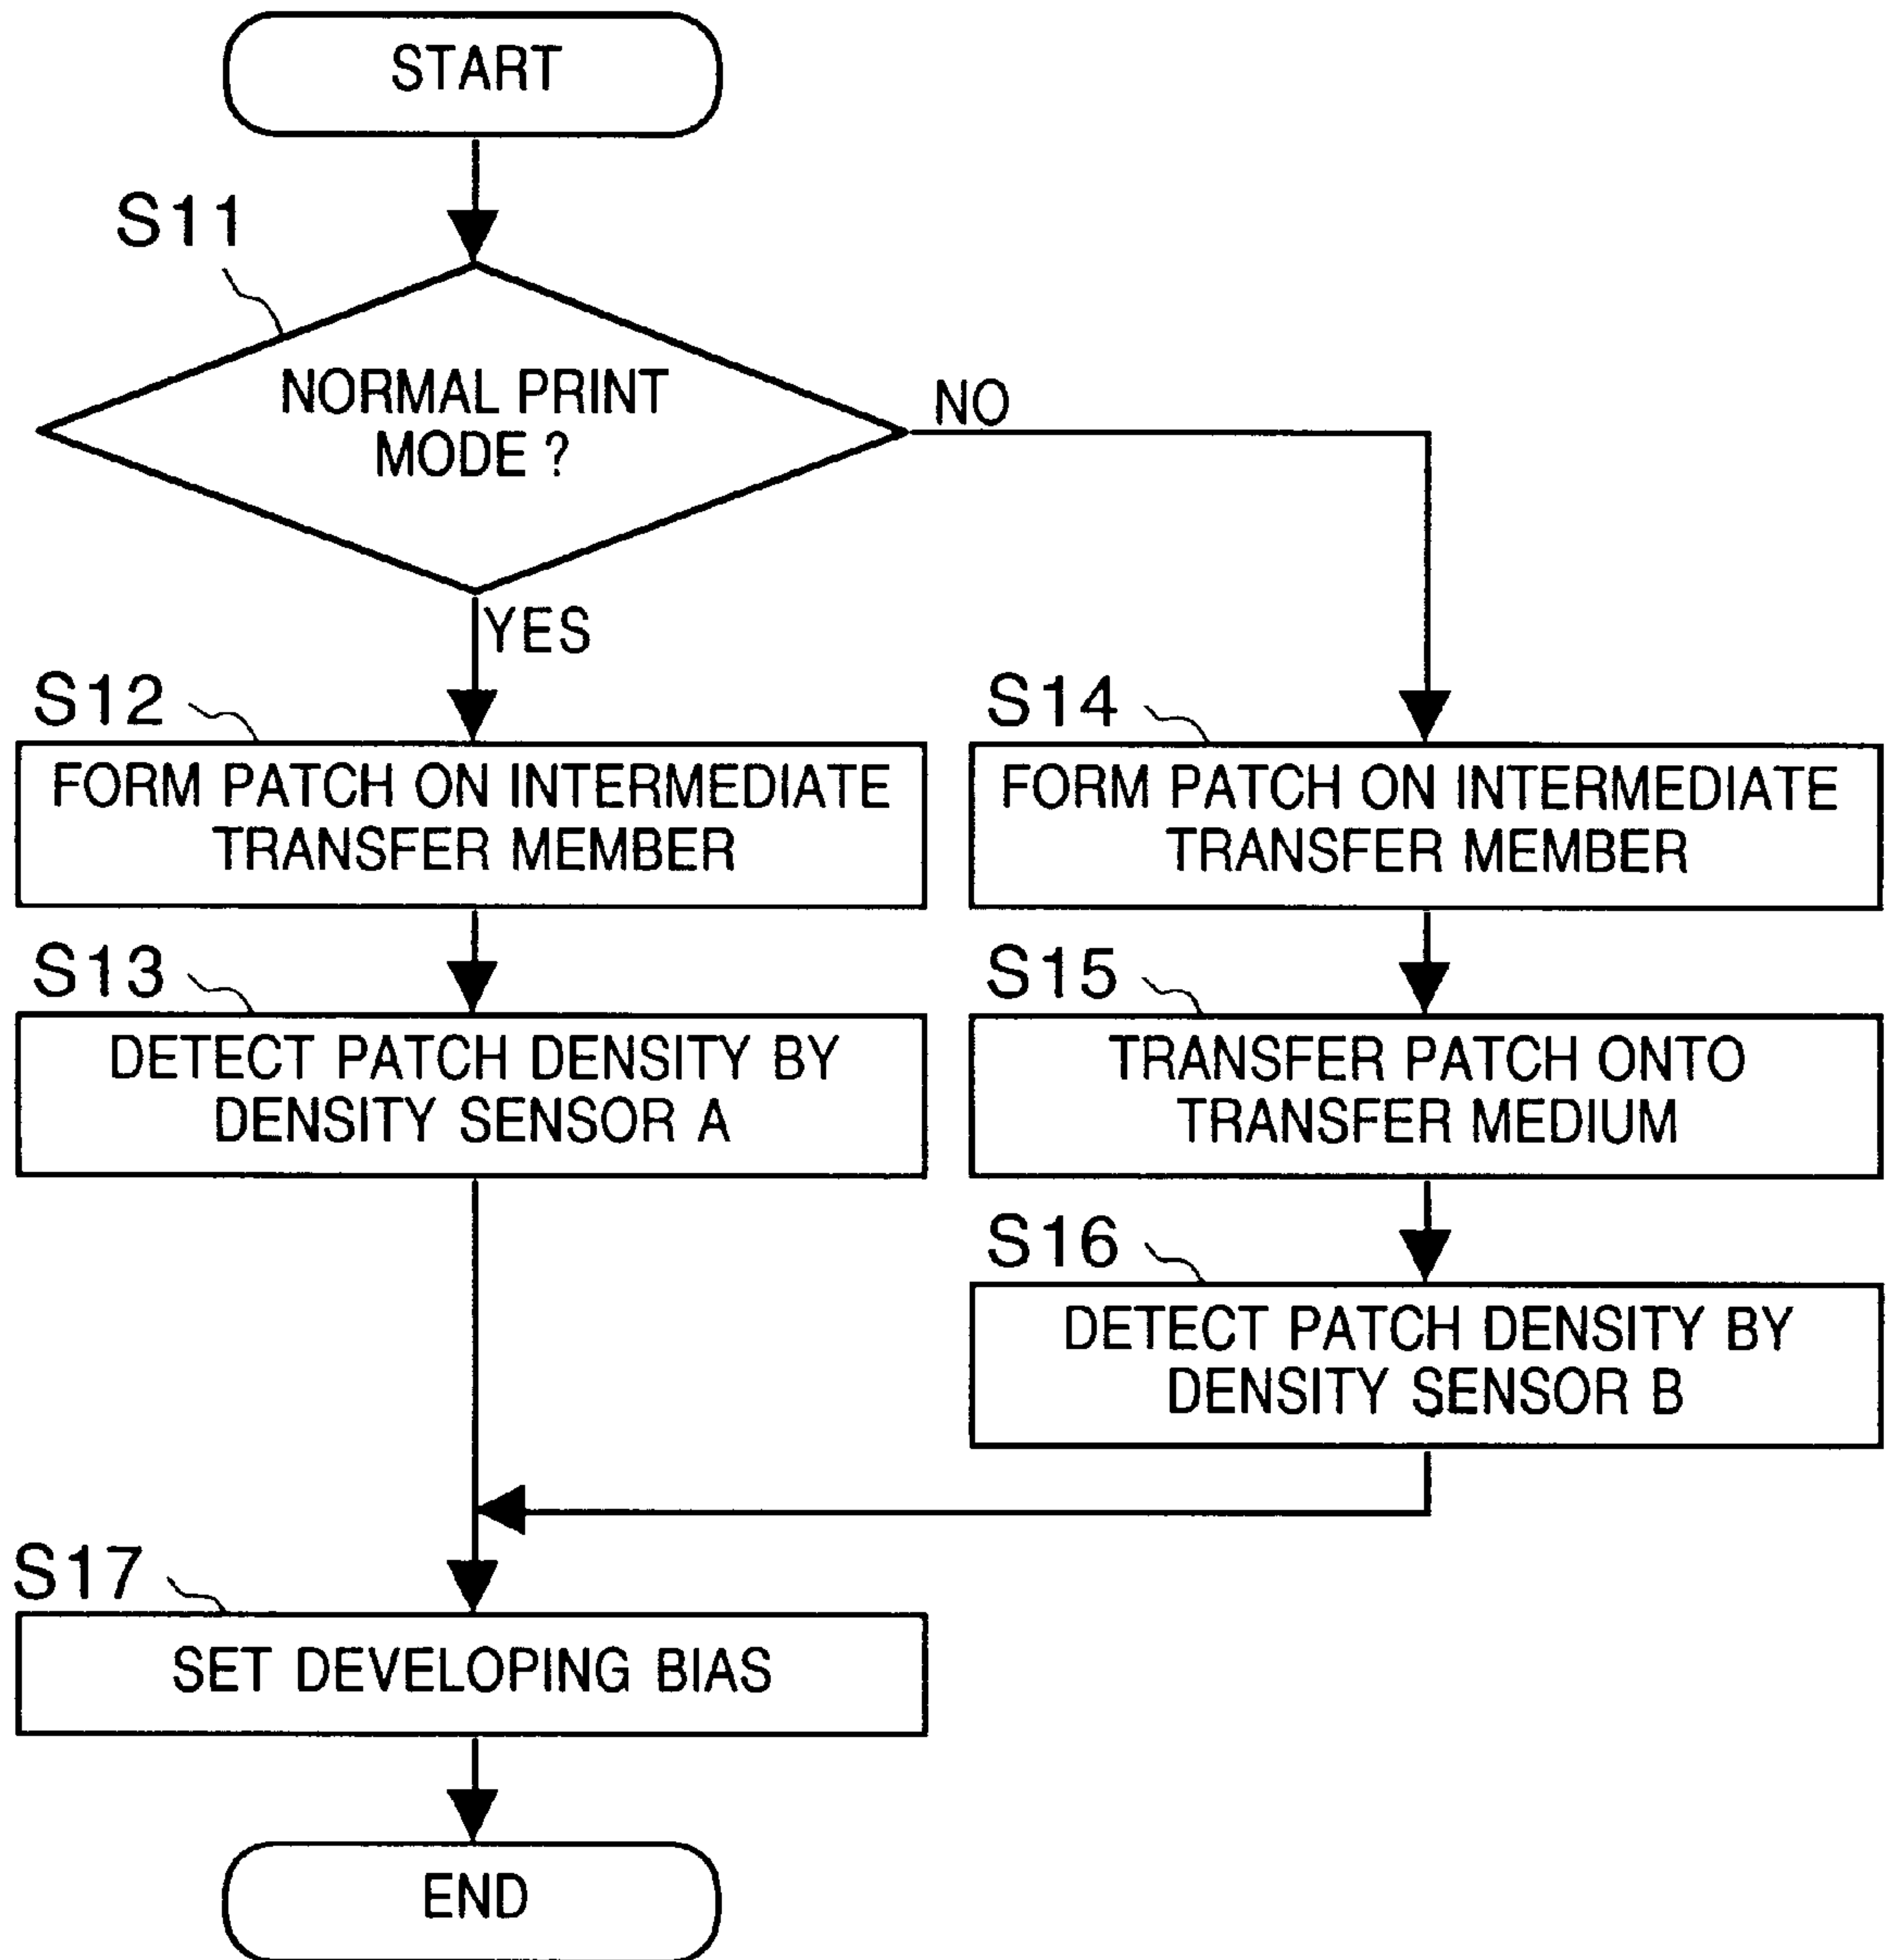 START
S11
NORMAL PRINT
MODE ?
NO
YES
S12
FORM PATCH ON INTERMEDIATE
TRANSFER MEMBER
S13
DETECT PATCH DENSITY BY
DENSITY SENSOR A
S14
FORM PATCH ON INTERMEDIATE
TRANSFER MEMBER
S15
TRANSFER PATCH ONTO
TRANSFER MEDIUM
S16
DETECT PATCH DENSITY BY
DENSITY SENSOR B
S17
SET DEVELOPING BIAS
END